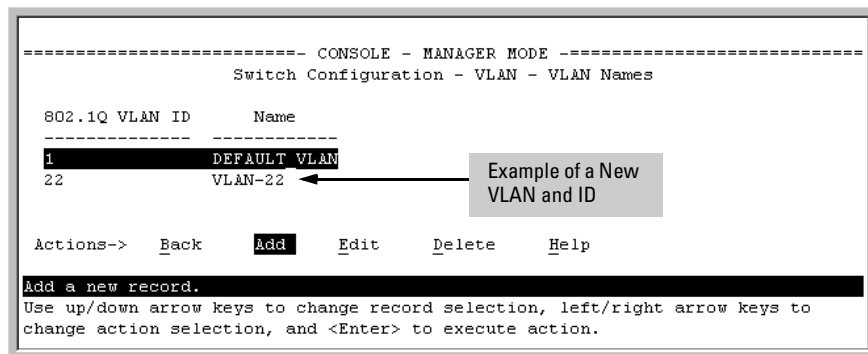 ==========================- CONSOLE - MANAGER MODE -============================
Switch Configuration - VLAN - VLAN Names
802.1Q VLAN ID Name
-------------- ------------
1 DEFAULT_VLAN
22 VLAN-22
Example of a New
VLAN and ID
Actions-> Back Add Edit Delete Help
Add a new record.
Use up/down arrow keys to change record selection, left/right arrow keys to
change action selection, and <Enter> to execute action.